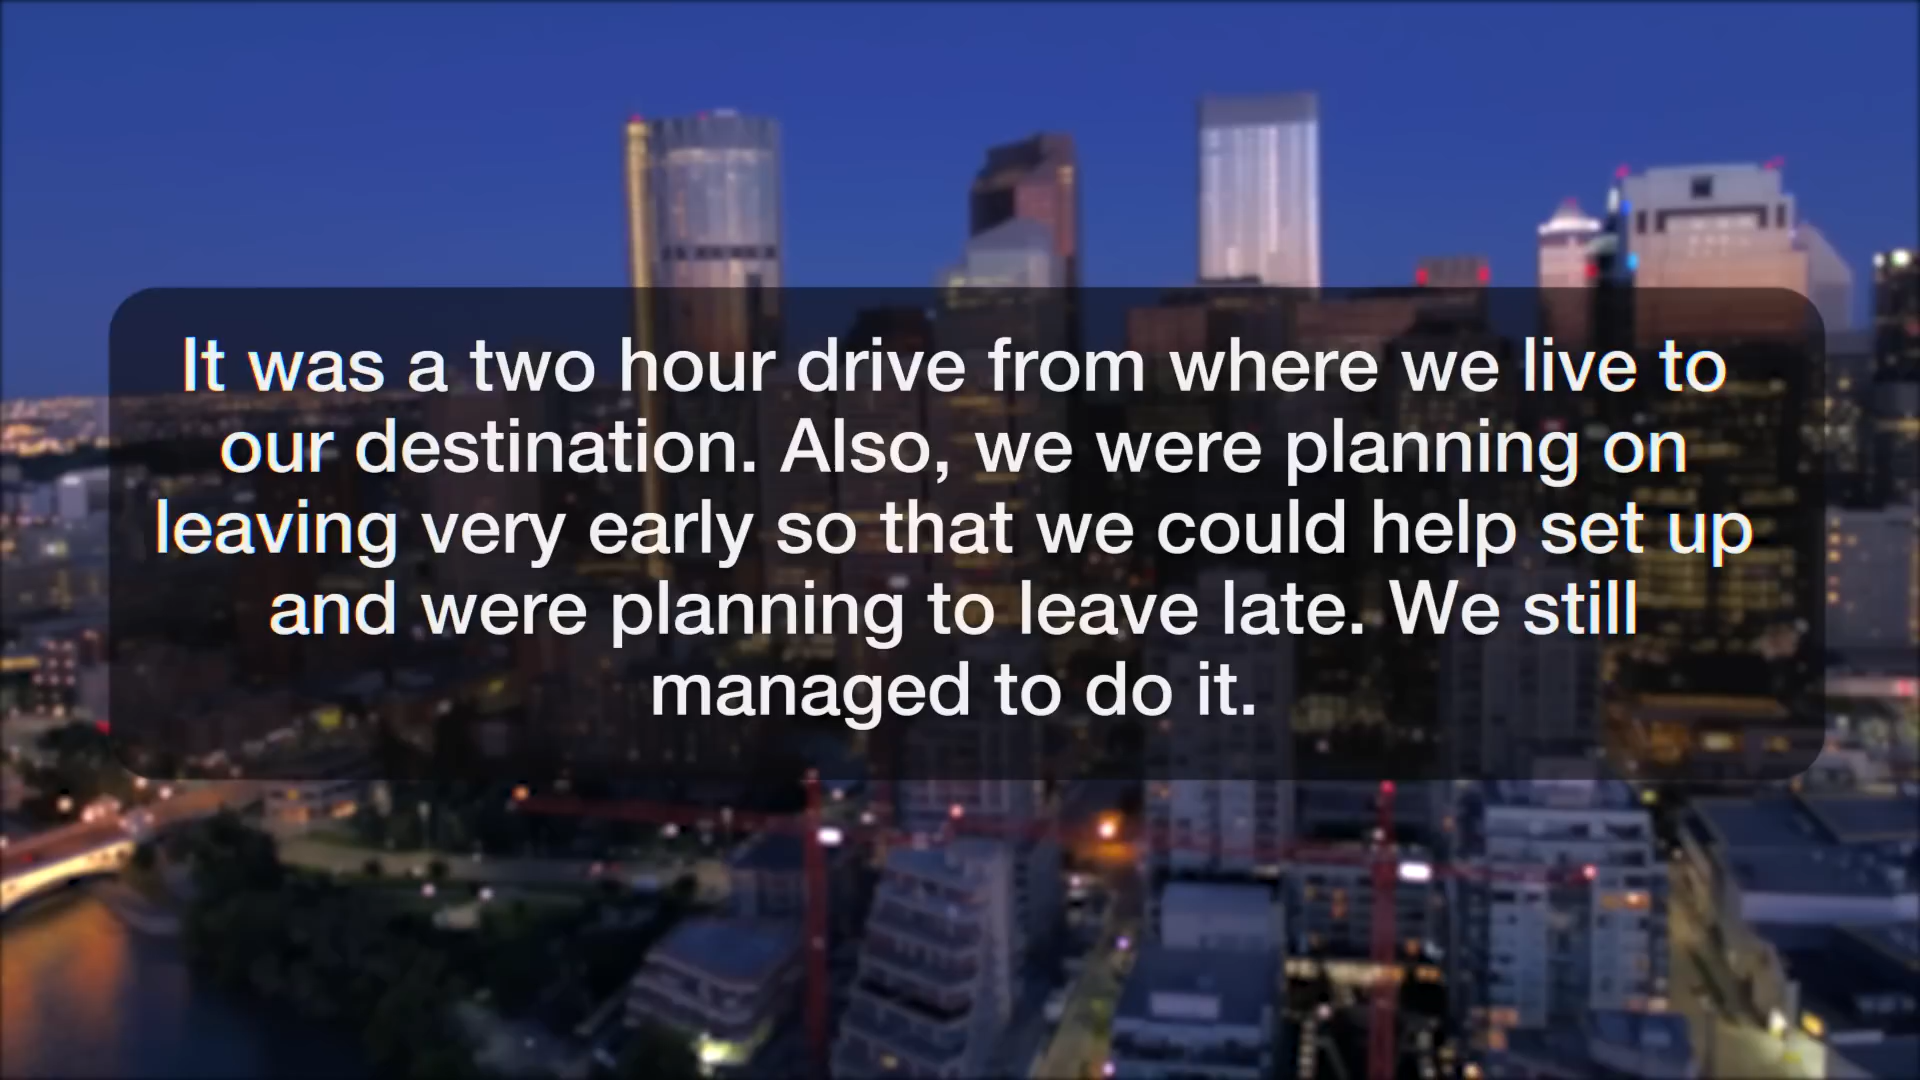 It was a two hour drive from where we live to
our destination. Also, we were planning on
leaving very early so that we could help set up
and were planning to leave late. We still
managed to do it.